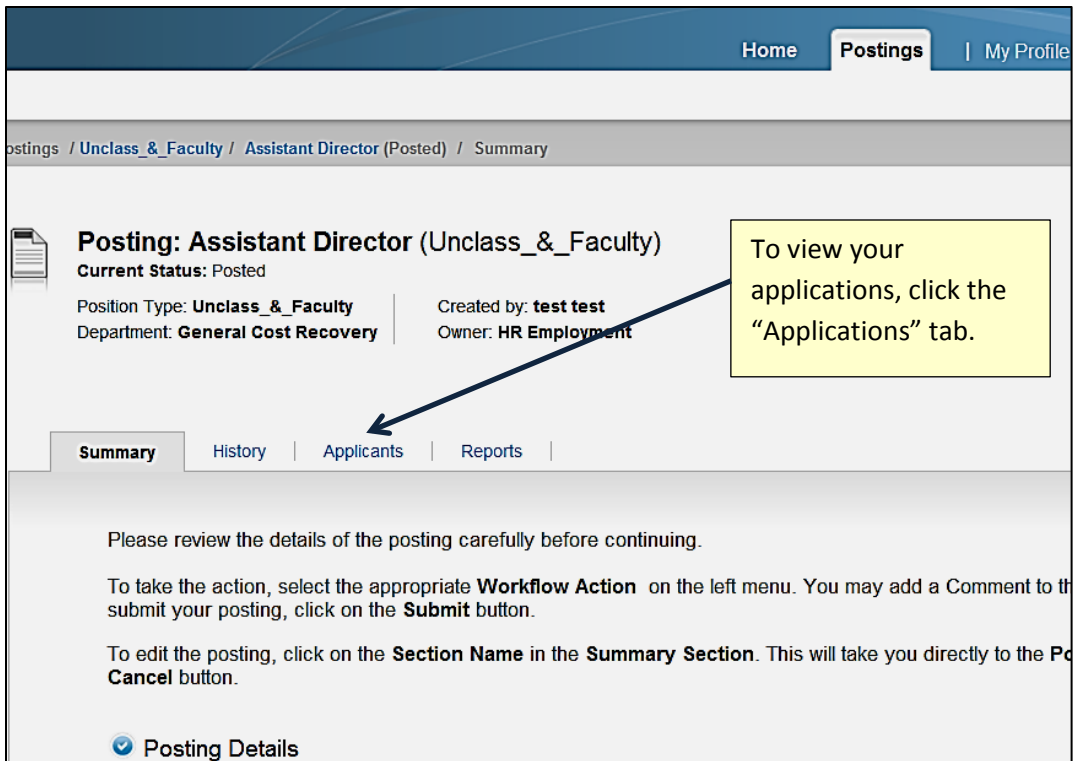 Home Postings | My Profile
ostings / Unclass_&_Faculty / Assistant Director (Posted) / Summary
Posting: Assistant Director (Unclass_&_Faculty)
Current Status: Posted
Position Type: Unclass_&_Faculty
Department: General Cost Recovery
Created by: test test
Owner: HR Employment
To view your
applications, click the
“Applications” tab.
Summary History | Applicants | Reports |
Please review the details of the posting carefully before continuing.
To take the action, select the appropriate Workflow Action on the left menu. You may add a Comment to th
submit your posting, click on the Submit button.
To edit the posting, click on the Section Name in the Summary Section. This will take you directly to the Po
Cancel button.
Posting Details